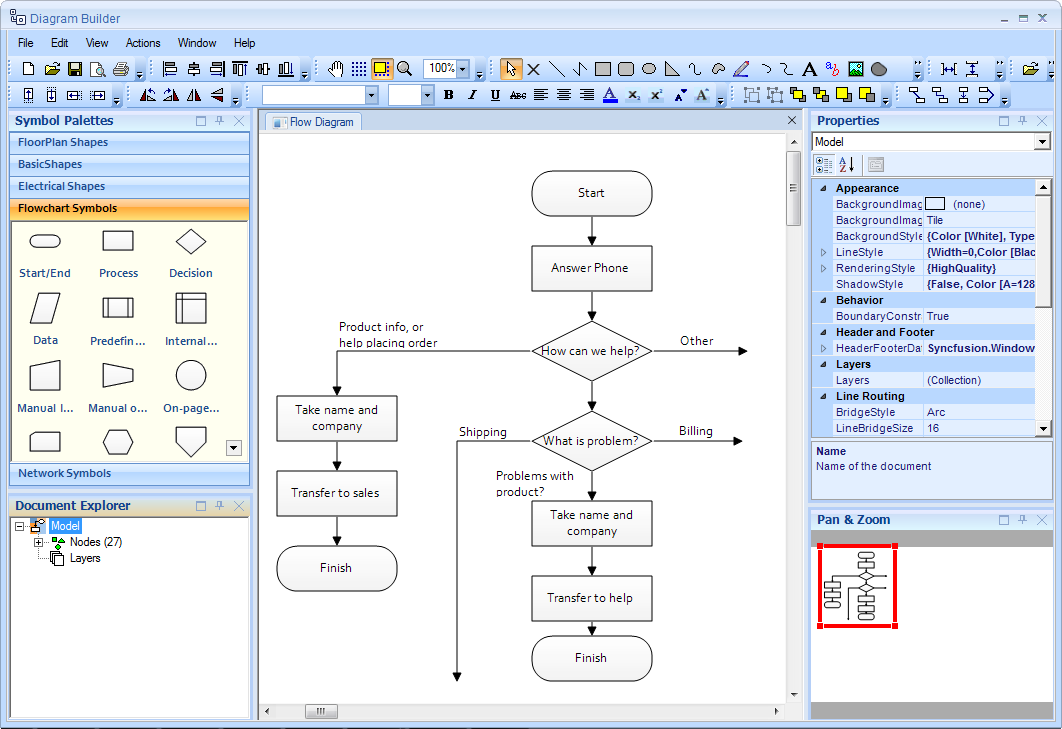 Diagram Builder
File Edit View Actions Window Help
100%
A ab
B I U ABC A X₂ X² A A
Symbol Palettes
FloorPlan Shapes
BasicShapes
Electrical Shapes
Flowchart Symbols
Start/End Process Decision
Data Predefin... Internal...
Manual I... Manual o... On-page...
Network Symbols
Document Explorer
Model
Nodes (27)
Layers
Flow Diagram
Start
Answer Phone
How can we help?
Product info, or
help placing order
Other
Take name and
company
Transfer to sales
Finish
What is problem?
Shipping
Billing
Problems with
product?
Take name and
company
Transfer to help
Finish
Properties
Model
A Z
Appearance
BackgroundImag (none)
BackgroundImag Tile
BackgroundStyle {Color [White], Type
LineStyle {Width=0,Color [Blac
RenderingStyle {HighQuality}
ShadowStyle {False, Color [A=128
Behavior
BoundaryConstr True
Header and Footer
HeaderFooterDat Syncfusion.Window
Layers
Layers (Collection)
Line Routing
BridgeStyle Arc
LineBridgeSize 16
Name
Name of the document
Pan & Zoom